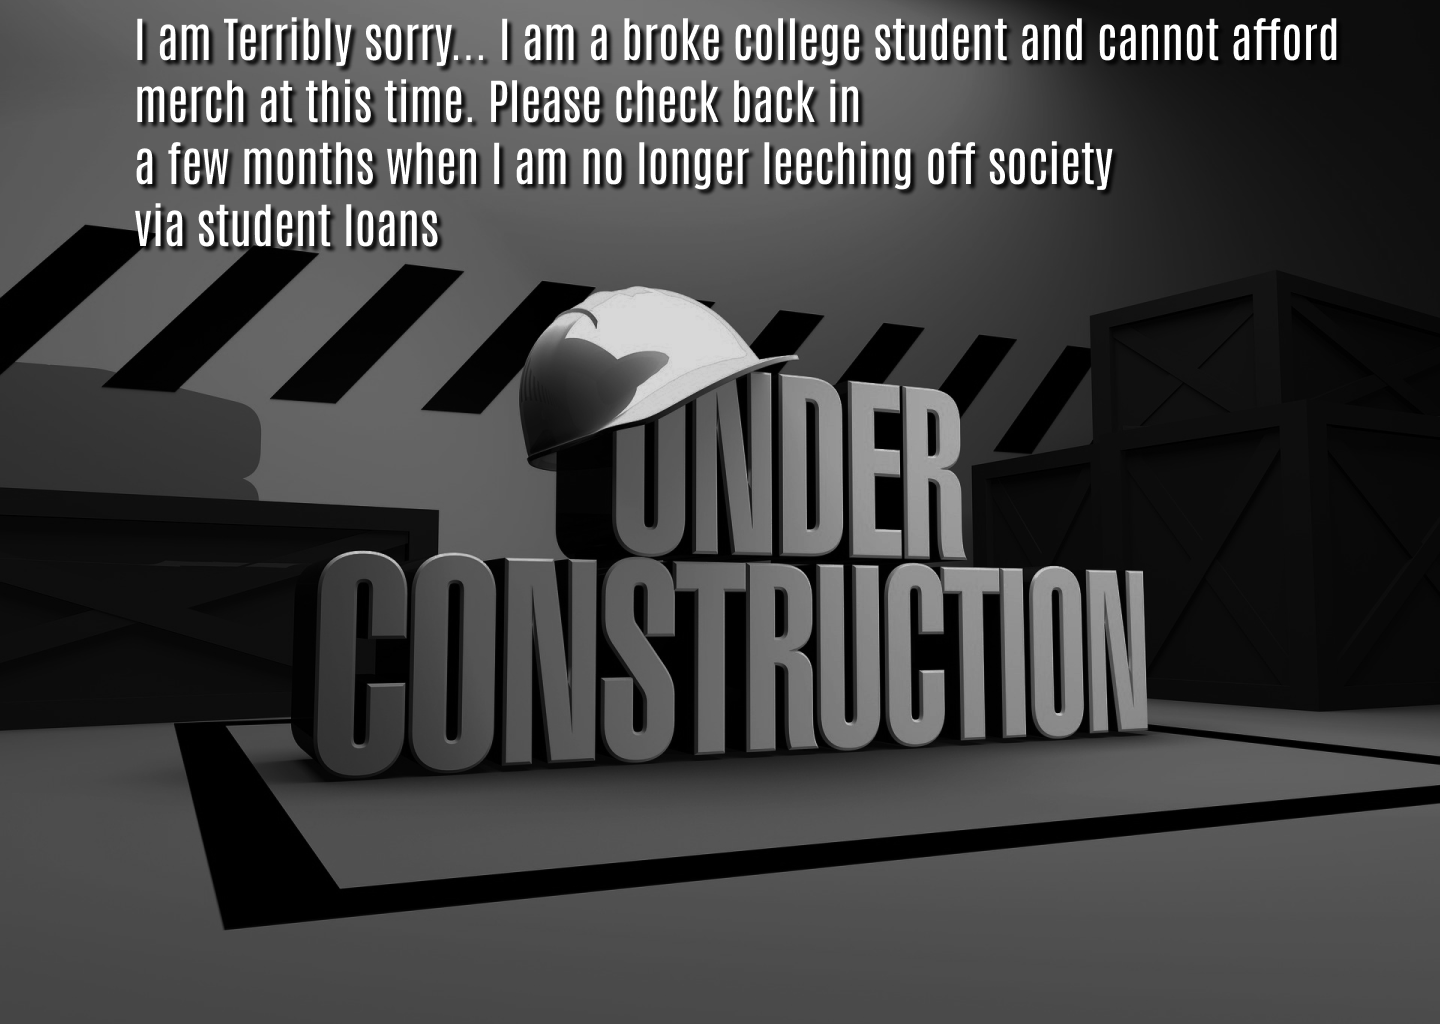 I am Terribly sorry... I am a broke college student and cannot afford
merch at this time. Please check back in
a few months when I am no longer leeching off society
via student loans
UNDER
CONSTRUCTION